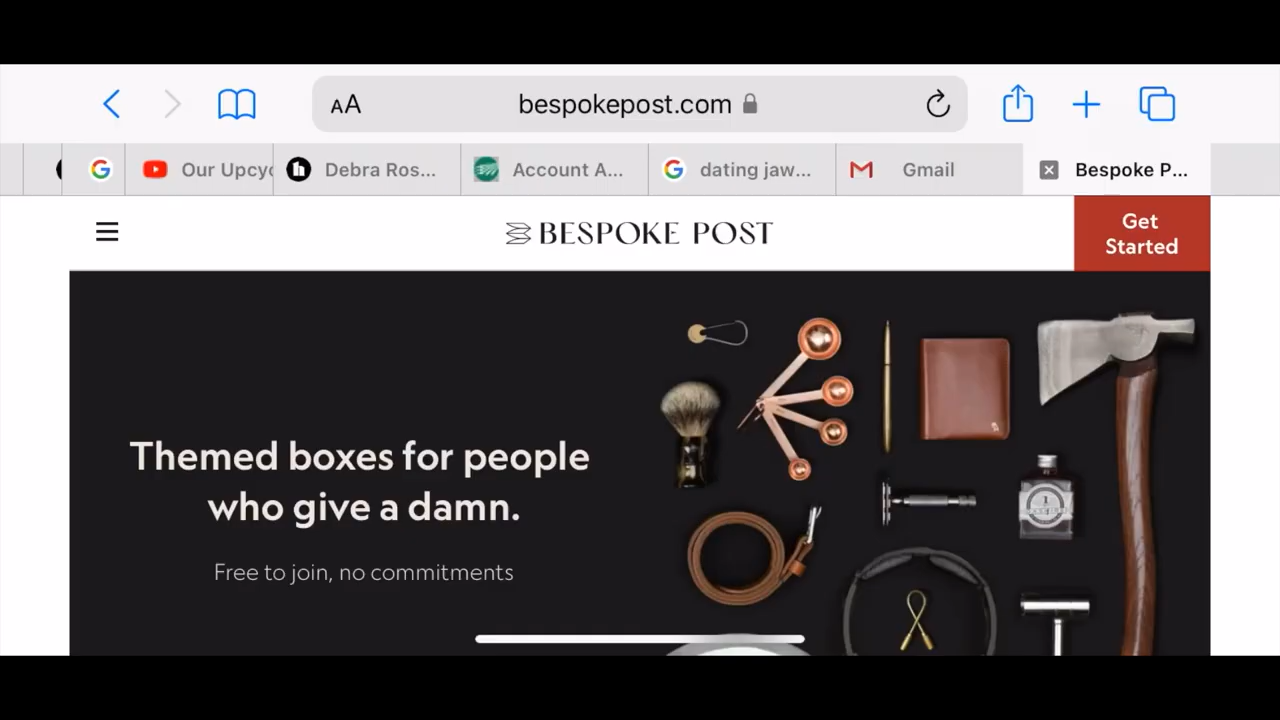 AA
bespokepost.com
Our Upcyc
Debra Ros...
Account A...
dating jaw...
Gmail
Bespoke P...
BESPOKE POST
Get
Started
Themed boxes for people
who give a damn.
Free to join, no commitments